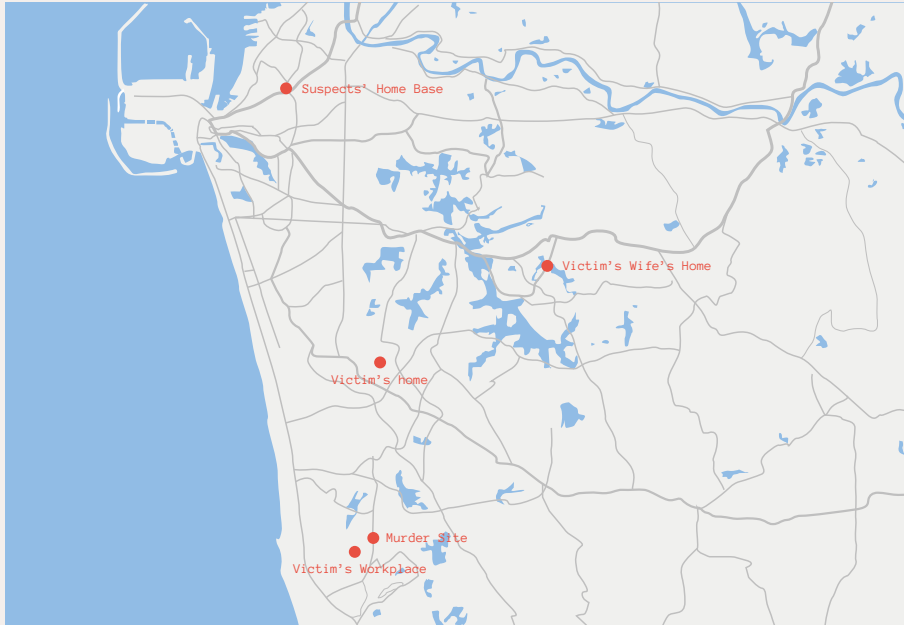 Suspects' Home Base
Victim's Wife's Home
Victim's home
Murder Site
Victim's Workplace